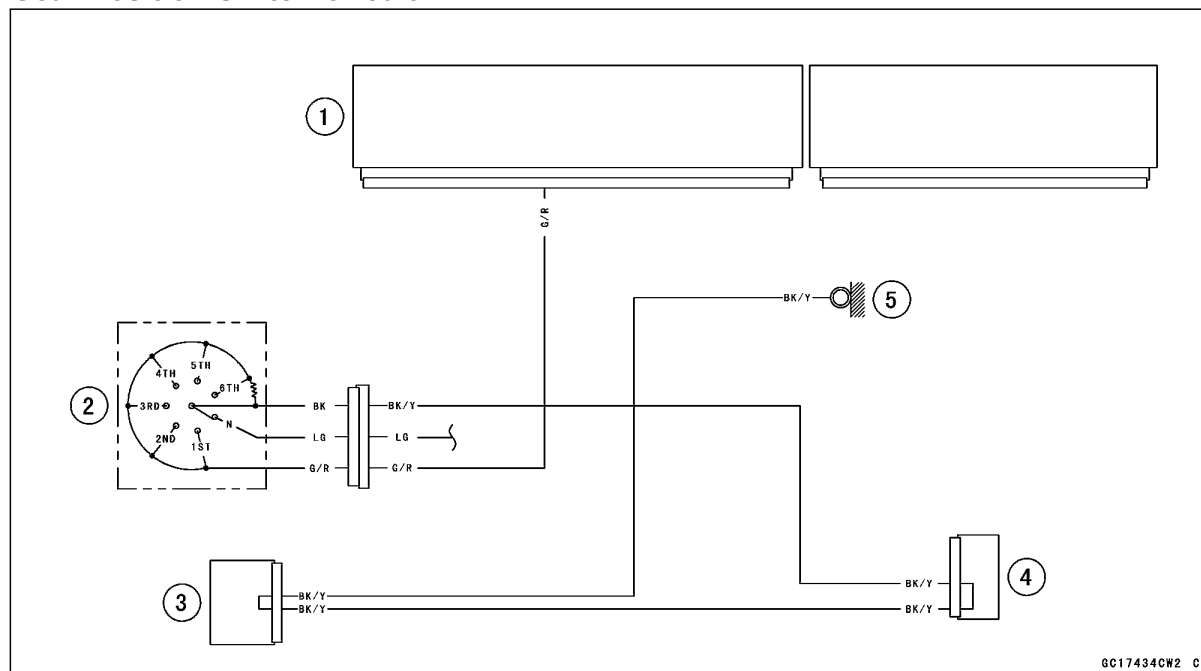 1
G/R
BK/Y
5
5TH
4TH
6TH
2
3RD
N
2ND
1ST
BK
BK/Y
LG
LG
G/R
G/R
BK/Y
4
3
BK/Y
BK/Y
BK/Y
GC17434CW2 C